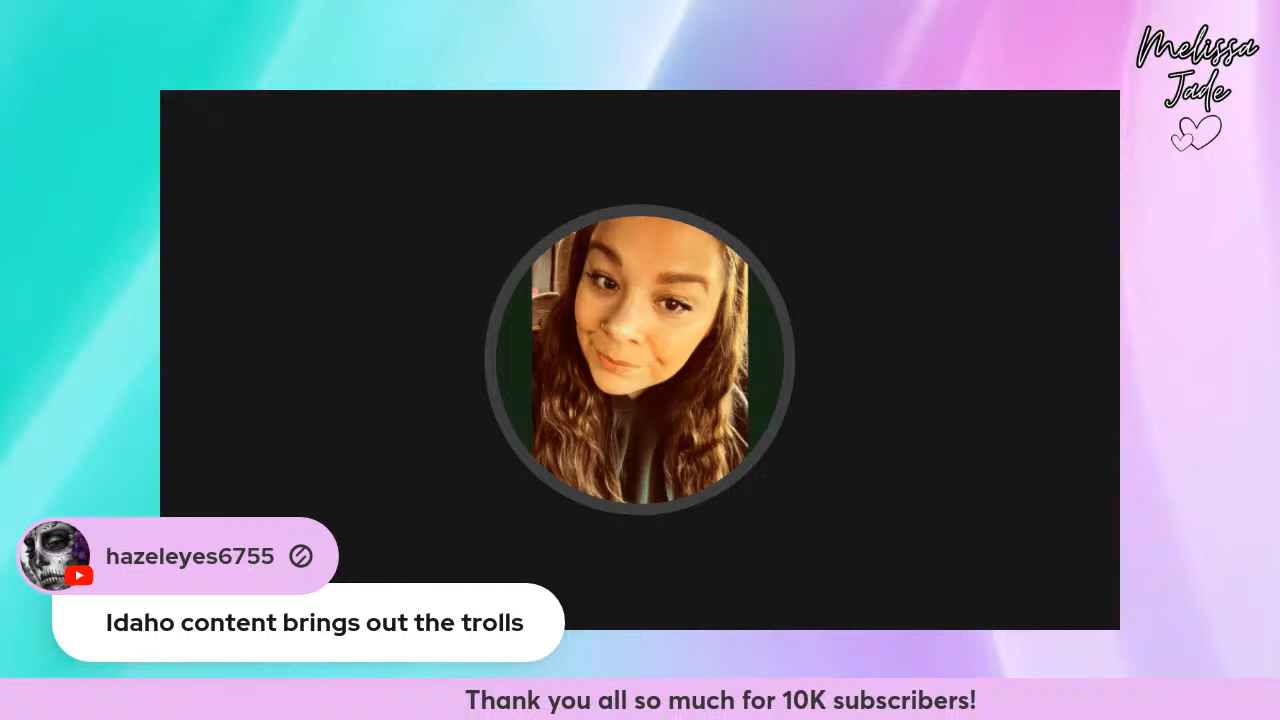 Melissa
Jade
hazeleyes6755
Idaho content brings out the trolls
Thank you all so much for 10K subscribers!